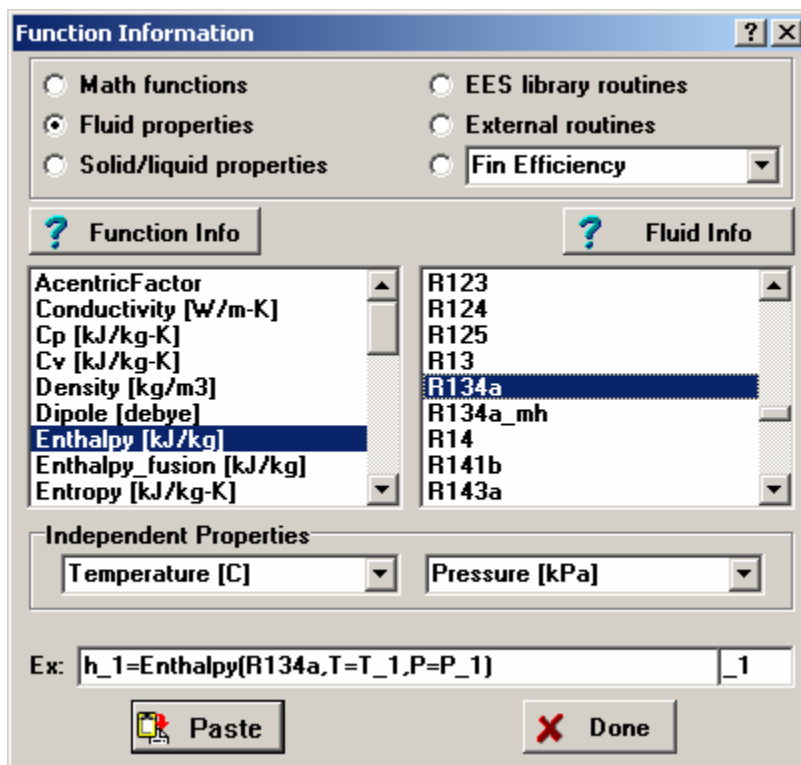 Function Information
Math functions
EES library routines
Fluid properties
External routines
Solid/liquid properties
Fin Efficiency
? Function Info
? Fluid Info
AcentricFactor
Conductivity [W/m-K]
Cp [kJ/kg-K]
Cv [kJ/kg-K]
Density [kg/m3]
Dipole [debye]
Enthalpy [kJ/kg]
Enthalpy_fusion [kJ/kg]
Entropy [kJ/kg-K]
R123
R124
R125
R13
R134a
R134a_mh
R14
R141b
R143a
Independent Properties
Temperature [C]
Pressure [kPa]
Ex: h_1=Enthalpy(R134a,T=T_1,P=P_1) _1
Paste
Done